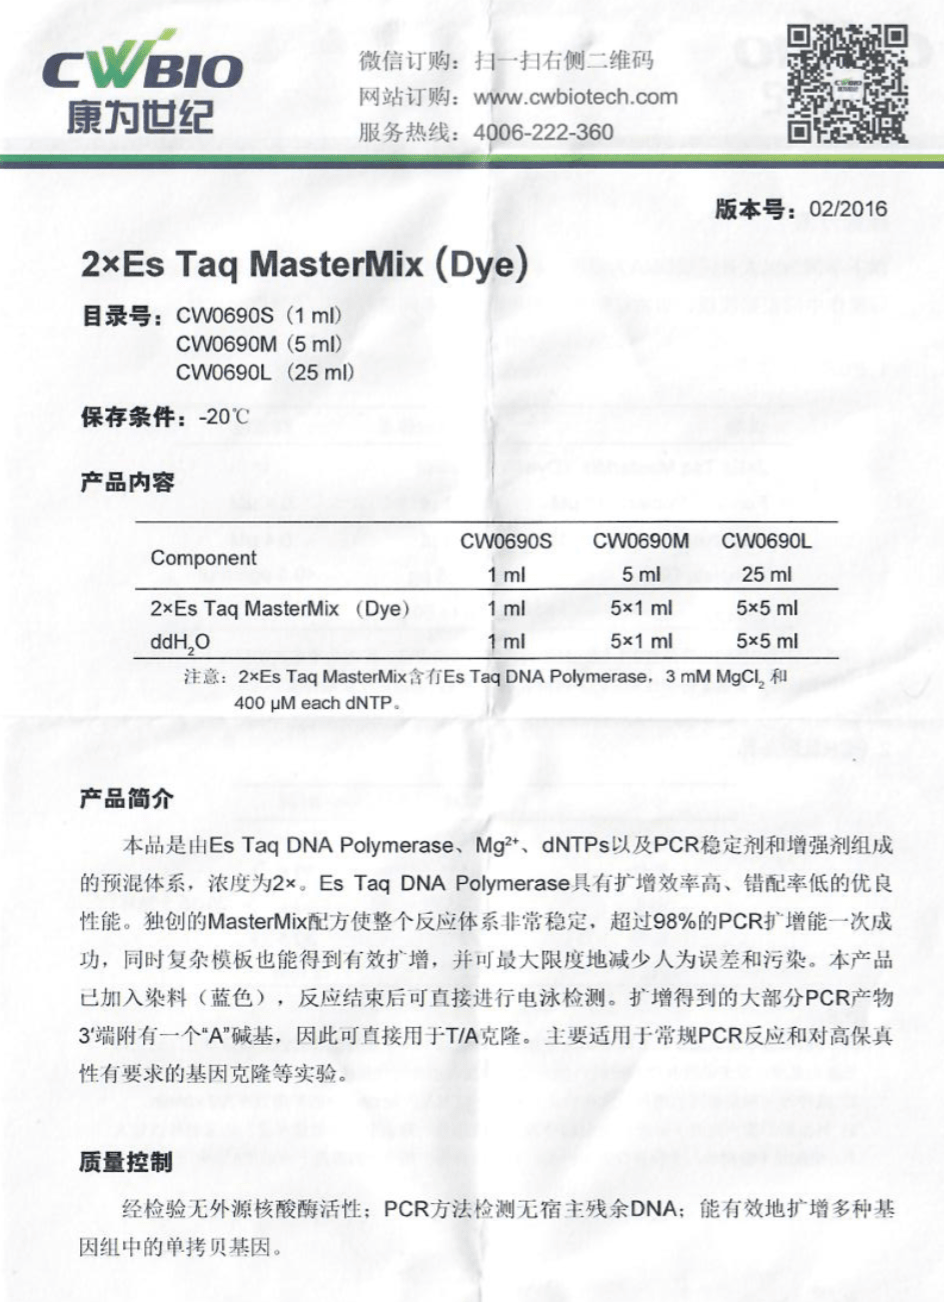 CWBIO
康为世纪
微信订购：扫一扫右侧二维码
网站订购：www.cwbiotech.com
服务热线：4006-222-360
版本号：02/2016
2×Es Taq MasterMix (Dye)
目录号：CW0690S（1 ml）
CW0690M（5 ml）
CW0690L（25 ml）
保存条件：-20℃
产品内容
Component CW0690S CW0690M CW0690L
1 ml 5 ml 25 ml
2×Es Taq MasterMix （Dye） 1 ml 5×1 ml 5×5 ml
ddH₂O 1 ml 5×1 ml 5×5 ml
注意：2×Es Taq MasterMix含有Es Taq DNA Polymerase，3 mM MgCl₂ 和
400 μM each dNTP。
产品简介
本品是由Es Taq DNA Polymerase、Mg²⁺、dNTPs以及PCR稳定剂和增强剂组成
的预混体系，浓度为2×。Es Taq DNA Polymerase具有扩增效率高、错配率低的优良
性能。独创的MasterMix配方使整个反应体系非常稳定，超过98%的PCR扩增能一次成
功，同时复杂模板也能得到有效扩增，并可最大限度地减少人为误差和污染。本产品
已加入染料（蓝色），反应结束后可直接进行电泳检测。扩增得到的大部分PCR产物
3′端附有一个“A”碱基，因此可直接用于T/A克隆。主要适用于常规PCR反应和对高保真
性有要求的基因克隆等实验。
质量控制
经检验无外源核酸酶活性；PCR方法检测无宿主残余DNA；能有效地扩增多种基
因组中的单拷贝基因。